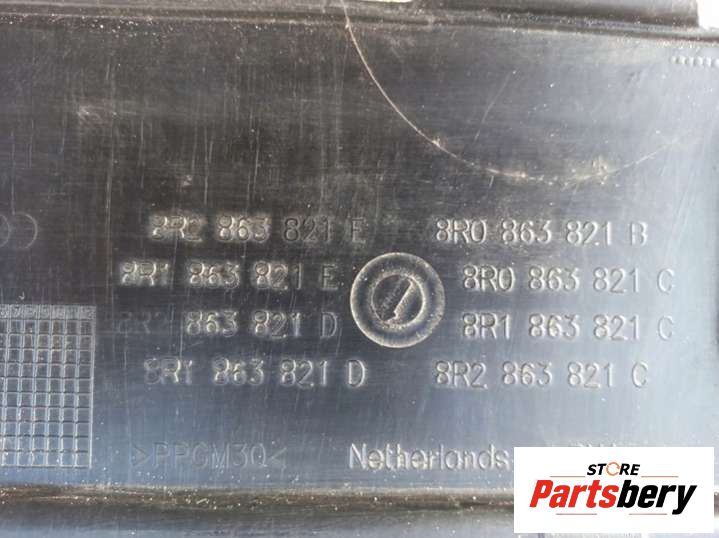 8R2 863 821 E
8R1 863 821 E
8R2 863 821 D
8R1 863 821 D
8R0 863 821 B
8R0 863 821 C
8R1 863 821 C
8R2 863 821 C
Netherlands
STORE
Partsbery